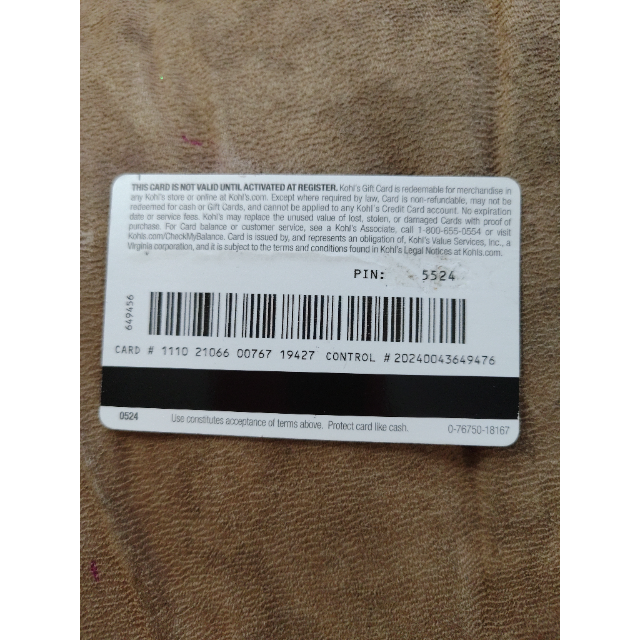 THIS CARD IS NOT VALID UNTIL ACTIVATED AT REGISTER. Kohl's Gift Card is redeemable for merchandise in
any Kohl's store or online at Kohls.com. Except where required by law, Card is non-refundable, may not be
redeemed for cash or Gift Cards, and cannot be applied to any Kohl's Credit Card account. No expiration
date or service fees. Kohl's may replace the unused value of lost, stolen, or damaged Cards with proof of
purchase. For Card balance or customer service, see a Kohl's Associate, call 1-800-655-0554 or visit
Kohls.com/CheckMyBalance. Card is issued by, and represents an obligation of, Kohl's Value Services, Inc., a
Virginia corporation, and it is subject to the terms and conditions found in Kohl's Legal Notices at Kohls.com.
PIN: 5524
649456
CARD # 1110 21066 00767 19427 CONTROL # 20240043649476
0524 Use constitutes acceptance of terms above. Protect card like cash. 0-76750-18167